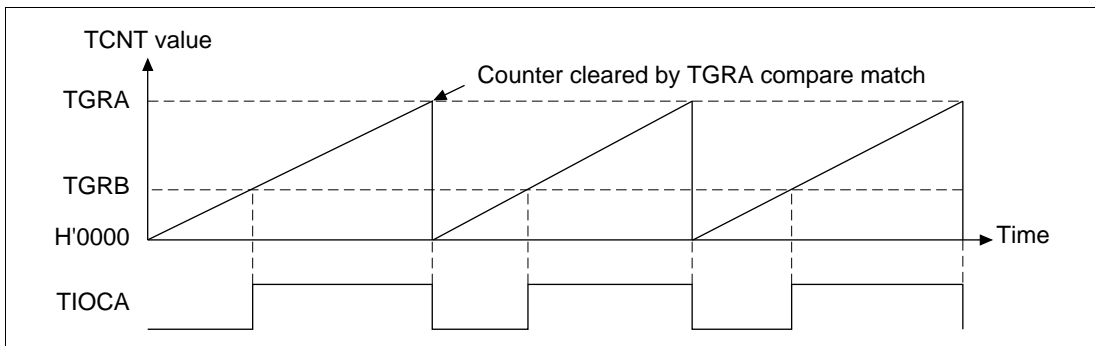 TCNT value
Counter cleared by TGRA compare match
TGRA
TGRB
H'0000
Time
TIOCA